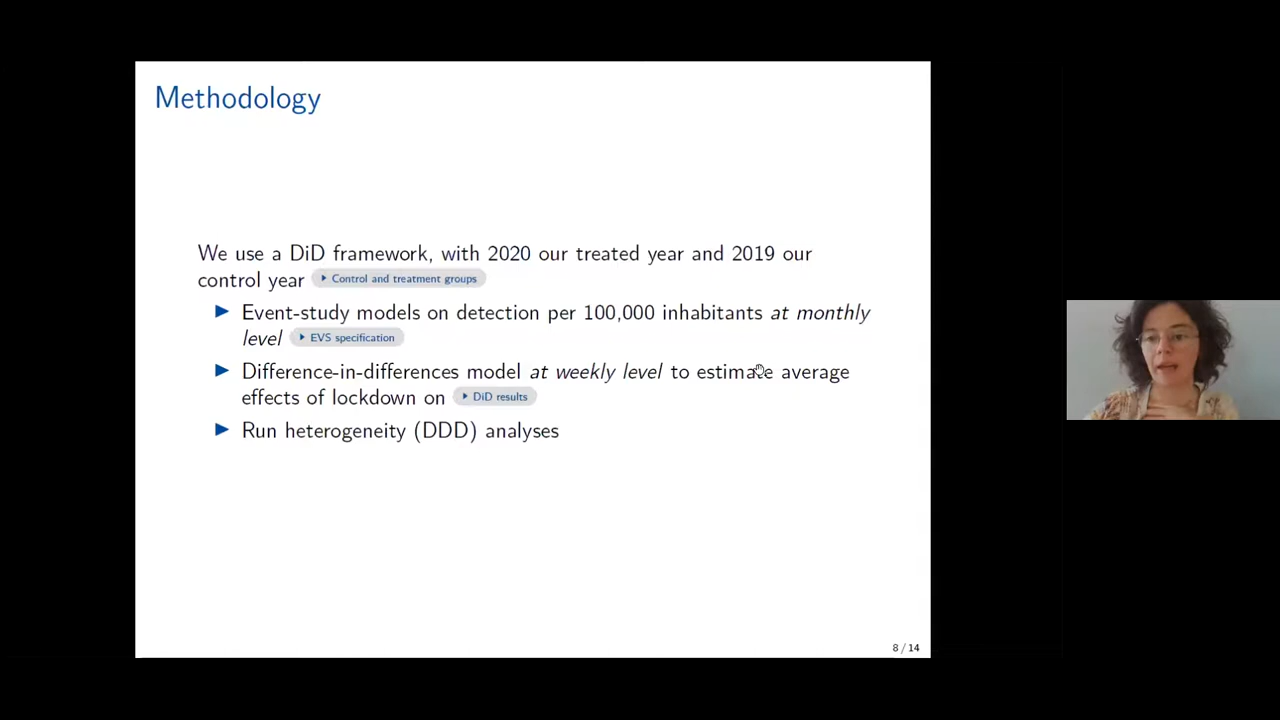 Methodology
We use a DiD framework, with 2020 our treated year and 2019 our
control year ▶ Control and treatment groups
▶ Event-study models on detection per 100,000 inhabitants at monthly
level ▶ EVS specification
▶ Difference-in-differences model at weekly level to estimate average
effects of lockdown on ▶ DiD results
▶ Run heterogeneity (DDD) analyses
8 / 14